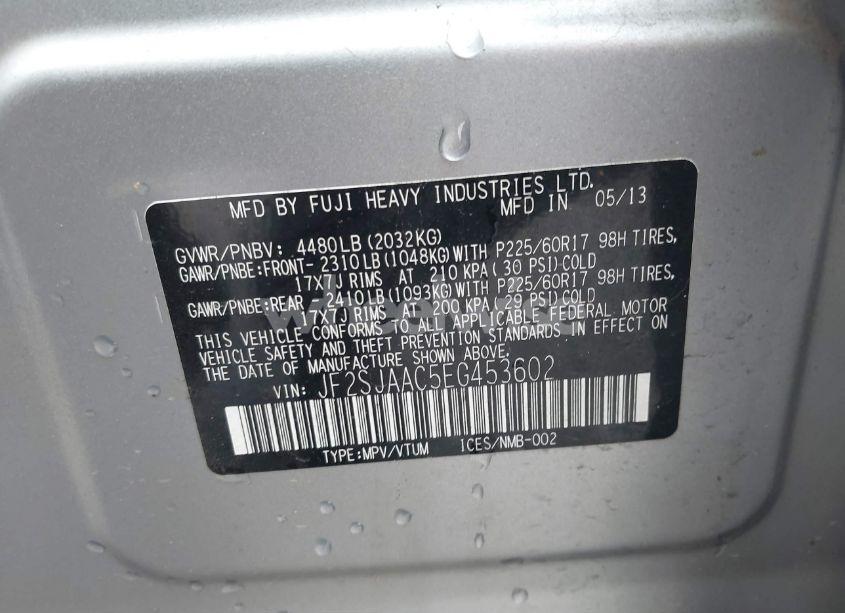 MFD BY FUJI HEAVY INDUSTRIES LTD.
MFD IN 05/13
GVWR/PNBV: 4480LB(2032KG)
GAWR/PNBE:FRONT- 2310LB(1048KG)WITH P225/60R17 98H TIRES,
17X7J RIMS AT 210 KPA(30 PSI)COLD
GAWR/PNBE:REAR - 2410LB(1093KG)WITH P225/60R17 98H TIRES,
17X7J RIMS AT 200 KPA(29 PSI)COLD
THIS VEHICLE CONFORMS TO ALL APPLICABLE FEDERAL MOTOR
VEHICLE SAFETY AND THEFT PREVENTION STANDARDS IN EFFECT ON
THE DATE OF MANUFACTURE SHOWN ABOVE.
VIN: JF2SJAAC5EG453602
TYPE:MPV/VTUM ICES/NMB-002